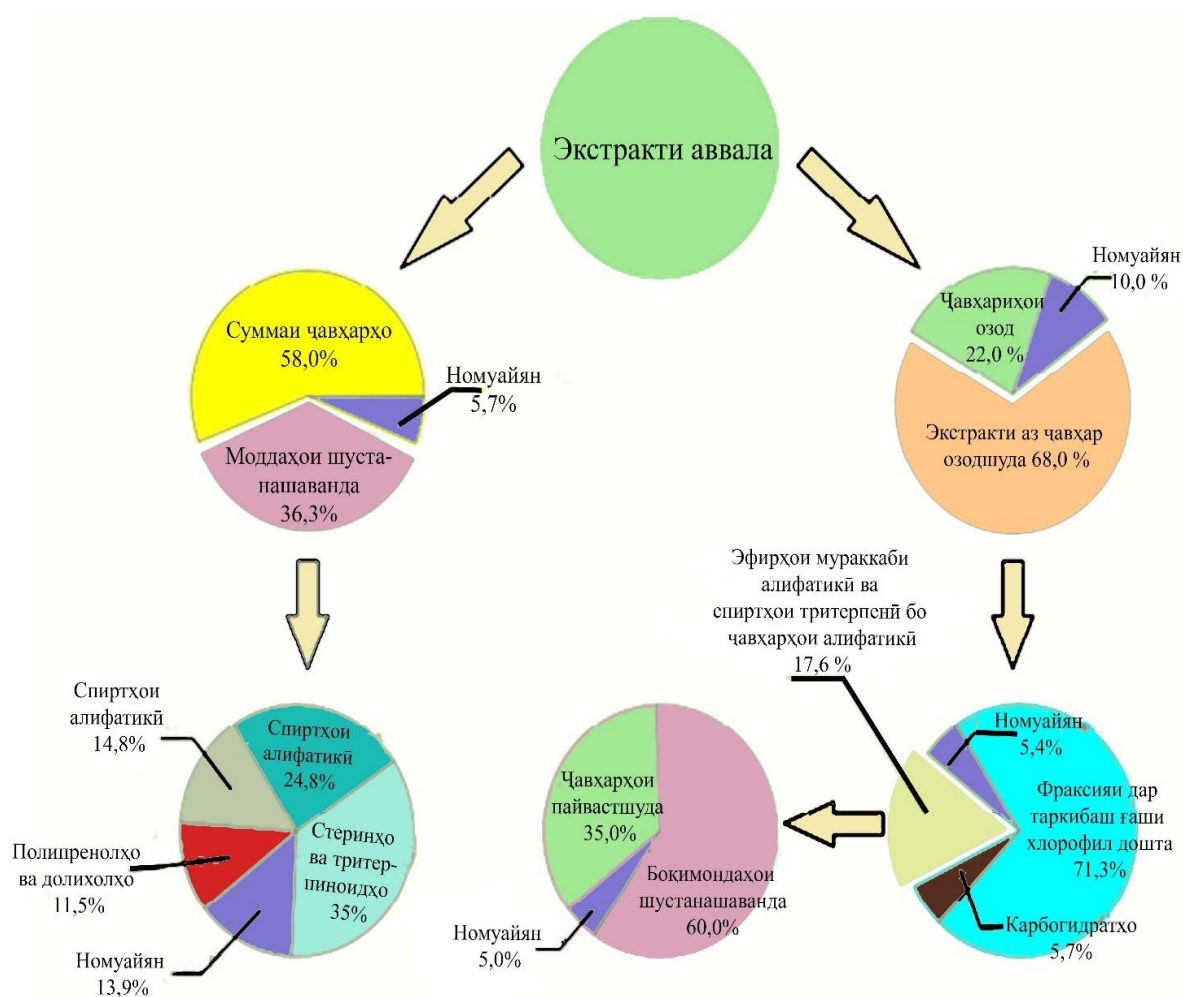 Экстракти аввала
Номуайян
10,0 %
Ҷавҳариҳои
озод
22,0 %
Экстракти аз ҷавҳар
озодшуда 68,0 %
Суммаи ҷавҳарҳо
58,0%
Номуайян
5,7%
Моддаҳои шуста-
нашаванда
36,3%
Эфирҳои мураккаби
алифатикӣ ва
спиртҳои тритерпенӣ бо
ҷавҳарҳои алифатикӣ
17,6 %
Спиртҳои
алифатикӣ
14,8%
Спиртҳои
алифатикӣ
24,8%
Стеринҳо
ва тритер-
пиноидҳо
35%
Полипренолҳо
ва долихолҳо
11,5%
Номуайян
13,9%
Ҷавҳарҳои
пайвастшуда
35,0%
Боқимондаҳои
шустанашаванда
60,0%
Номуайян
5,0%
Номуайян
5,4%
Фраксияи дар
таркибаш ғаши
хлорофил дошта
71,3%
Карбогидратҳо
5,7%